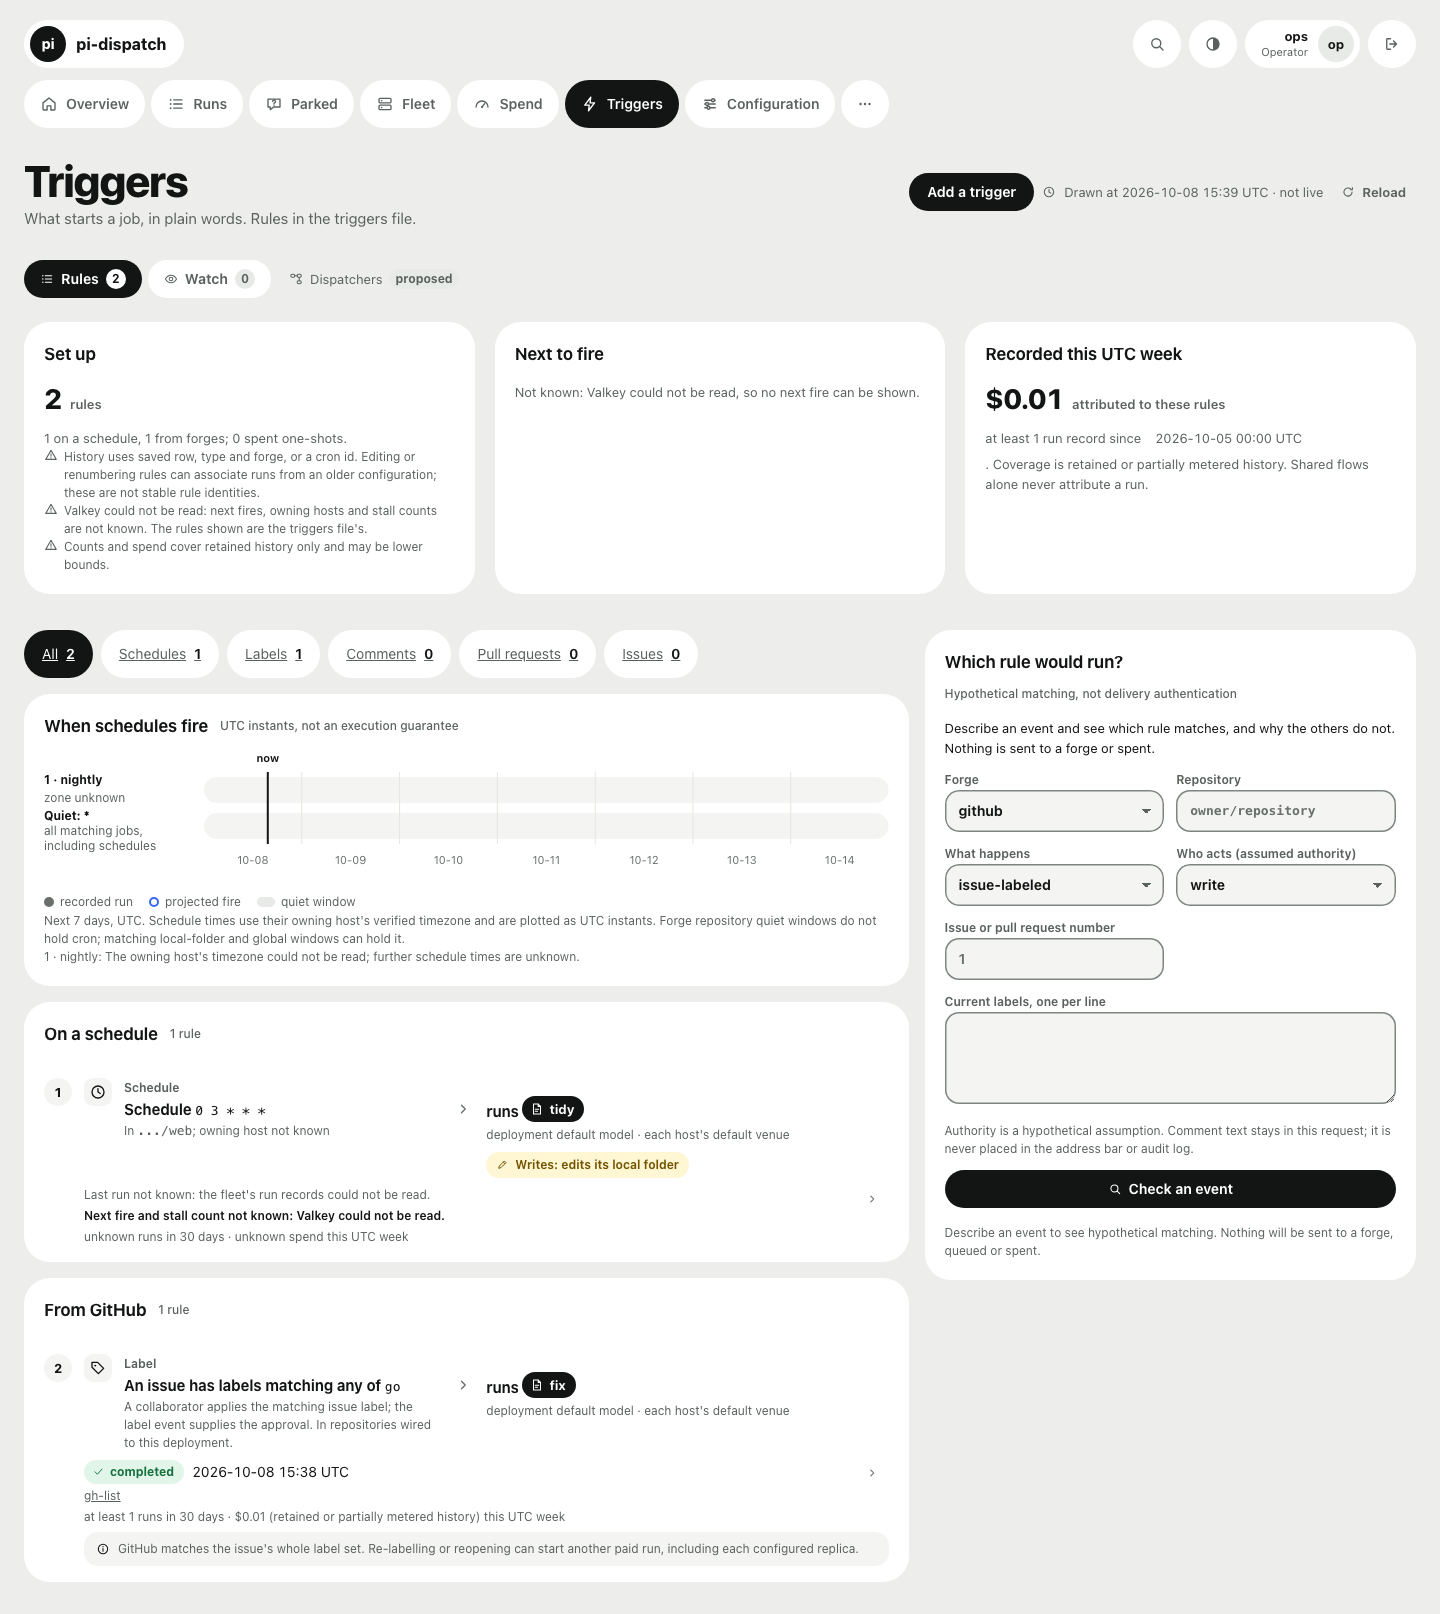 pi pi-dispatch
ops
Operator
op
Overview Runs Parked Fleet Spend Triggers Configuration ...
Triggers
What starts a job, in plain words. Rules in the triggers file.
Add a trigger Drawn at 2026-10-08 15:39 UTC · not live Reload
Rules 2 Watch 0 Dispatchers proposed
Set up
2 rules
1 on a schedule, 1 from forges; 0 spent one-shots.
History uses saved row, type and forge, or a cron id. Editing or
renumbering rules can associate runs from an older configuration;
these are not stable rule identities.
Valkey could not be read: next fires, owning hosts and stall counts
are not known. The rules shown are the triggers file's.
Counts and spend cover retained history only and may be lower
bounds.
Next to fire
Not known: Valkey could not be read, so no next fire can be shown.
Recorded this UTC week
$0.01 attributed to these rules
at least 1 run record since 2026-10-05 00:00 UTC
. Coverage is retained or partially metered history. Shared flows
alone never attribute a run.
All 2 Schedules 1 Labels 1 Comments 0 Pull requests 0 Issues 0
When schedules fire UTC instants, not an execution guarantee
now
1 · nightly
zone unknown
Quiet: *
all matching jobs,
including schedules
10-08 10-09 10-10 10-11 10-12 10-13 10-14
recorded run projected fire quiet window
Next 7 days, UTC. Schedule times use their owning host's verified timezone and are plotted as UTC instants. Forge repository quiet windows do not
hold cron; matching local-folder and global windows can hold it.
1 · nightly: The owning host's timezone could not be read; further schedule times are unknown.
On a schedule 1 rule
1
Schedule
Schedule 0 3 * * *
In .../web; owning host not known
runs tidy
deployment default model · each host's default venue
Writes: edits its local folder
Last run not known: the fleet's run records could not be read.
Next fire and stall count not known: Valkey could not be read.
unknown runs in 30 days · unknown spend this UTC week
From GitHub 1 rule
2
Label
An issue has labels matching any of go
A collaborator applies the matching issue label; the
label event supplies the approval. In repositories wired
to this deployment.
runs fix
deployment default model · each host's default venue
completed 2026-10-08 15:38 UTC
gh-list
at least 1 runs in 30 days · $0.01 (retained or partially metered history) this UTC week
GitHub matches the issue's whole label set. Re-labelling or reopening can start another paid run, including each configured replica.
Which rule would run?
Hypothetical matching, not delivery authentication
Describe an event and see which rule matches, and why the others do not.
Nothing is sent to a forge or spent.
Forge Repository
github owner/repository
What happens Who acts (assumed authority)
issue-labeled write
Issue or pull request number
1
Current labels, one per line
Authority is a hypothetical assumption. Comment text stays in this request; it is
never placed in the address bar or audit log.
Check an event
Describe an event to see hypothetical matching. Nothing will be sent to a forge,
queued or spent.